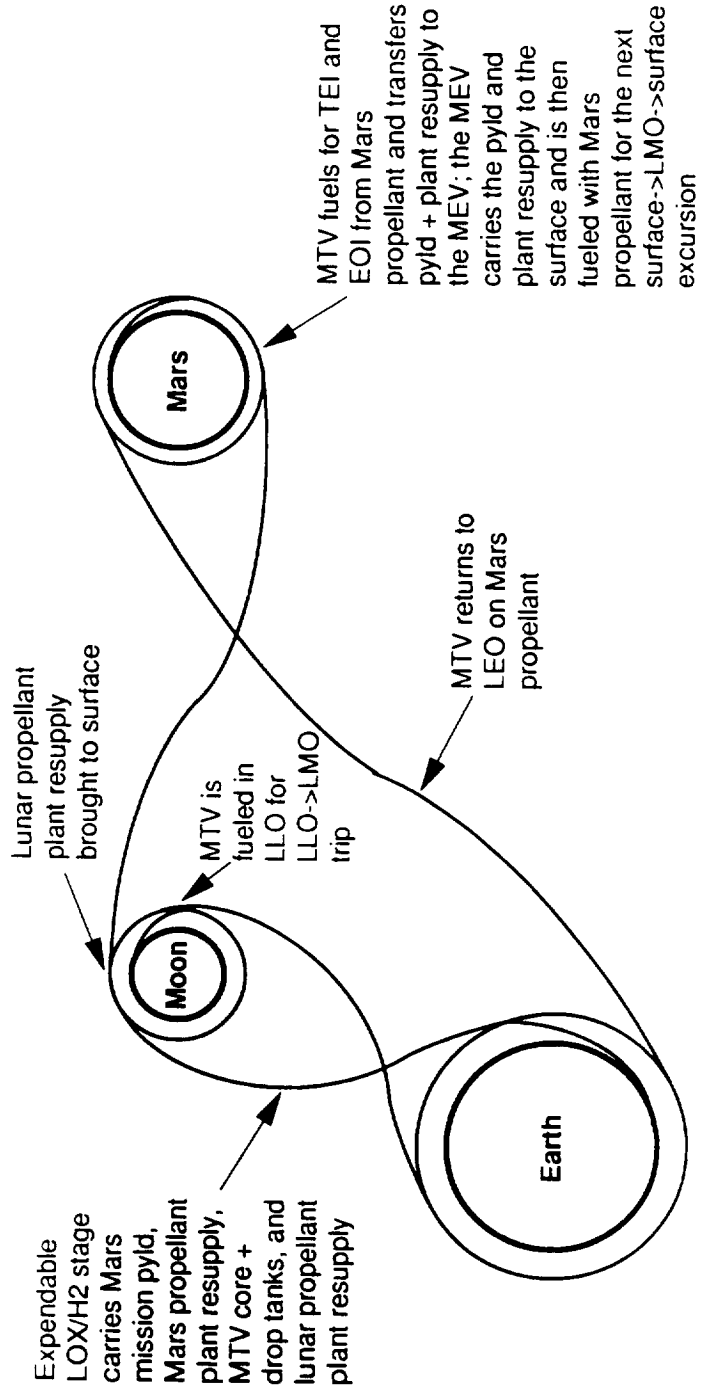 Expendable
LOX/H2 stage
carries Mars
mission pyld,
Mars propellant
plant resupply,
MTV core +
drop tanks, and
lunar propellant
plant resupply
Lunar propellant
plant resupply
brought to surface
Moon
MTV is
fueled in
LLO for
LLO->LMO
trip
Earth
MTV returns to
LEO on Mars
propellant
Mars
MTV fuels for TEI and
EOI from Mars
propellant and transfers
pyld + plant resupply to
the MEV; the MEV
carries the pyld and
plant resupply to the
surface and is then
fueled with Mars
propellant for the next
surface->LMO->surface
excursion